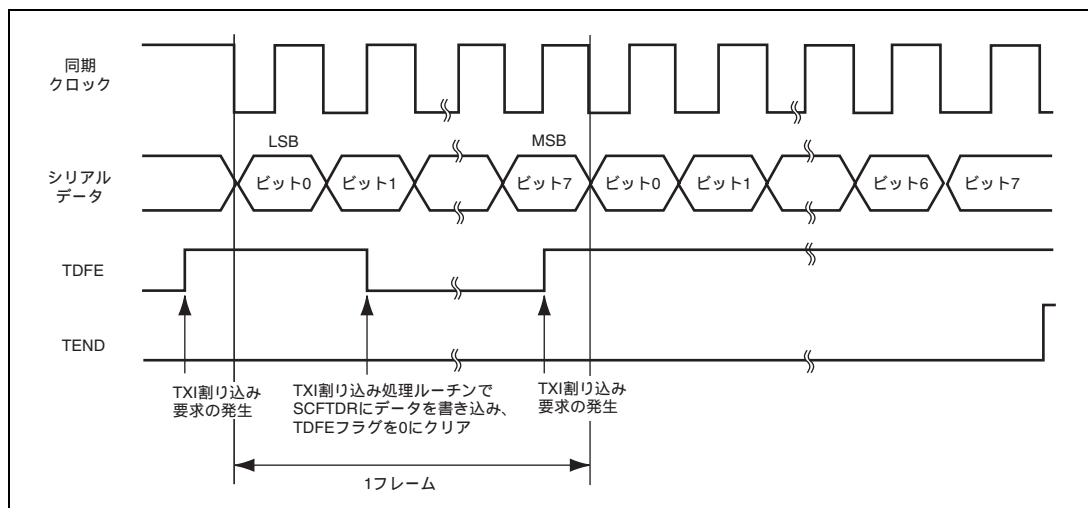 同期
クロック
LSB
MSB
シリアル
データ
ビット0
ビット1
ビット7
ビット0
ビット1
ビット6
ビット7
TDFE
TEND
TXI割り込み
要求の発生
TXI割り込み処理ルーチンで
SCFTDRにデータを書き込み、
TDFEフラグを0にクリア
TXI割り込み
要求の発生
1フレーム